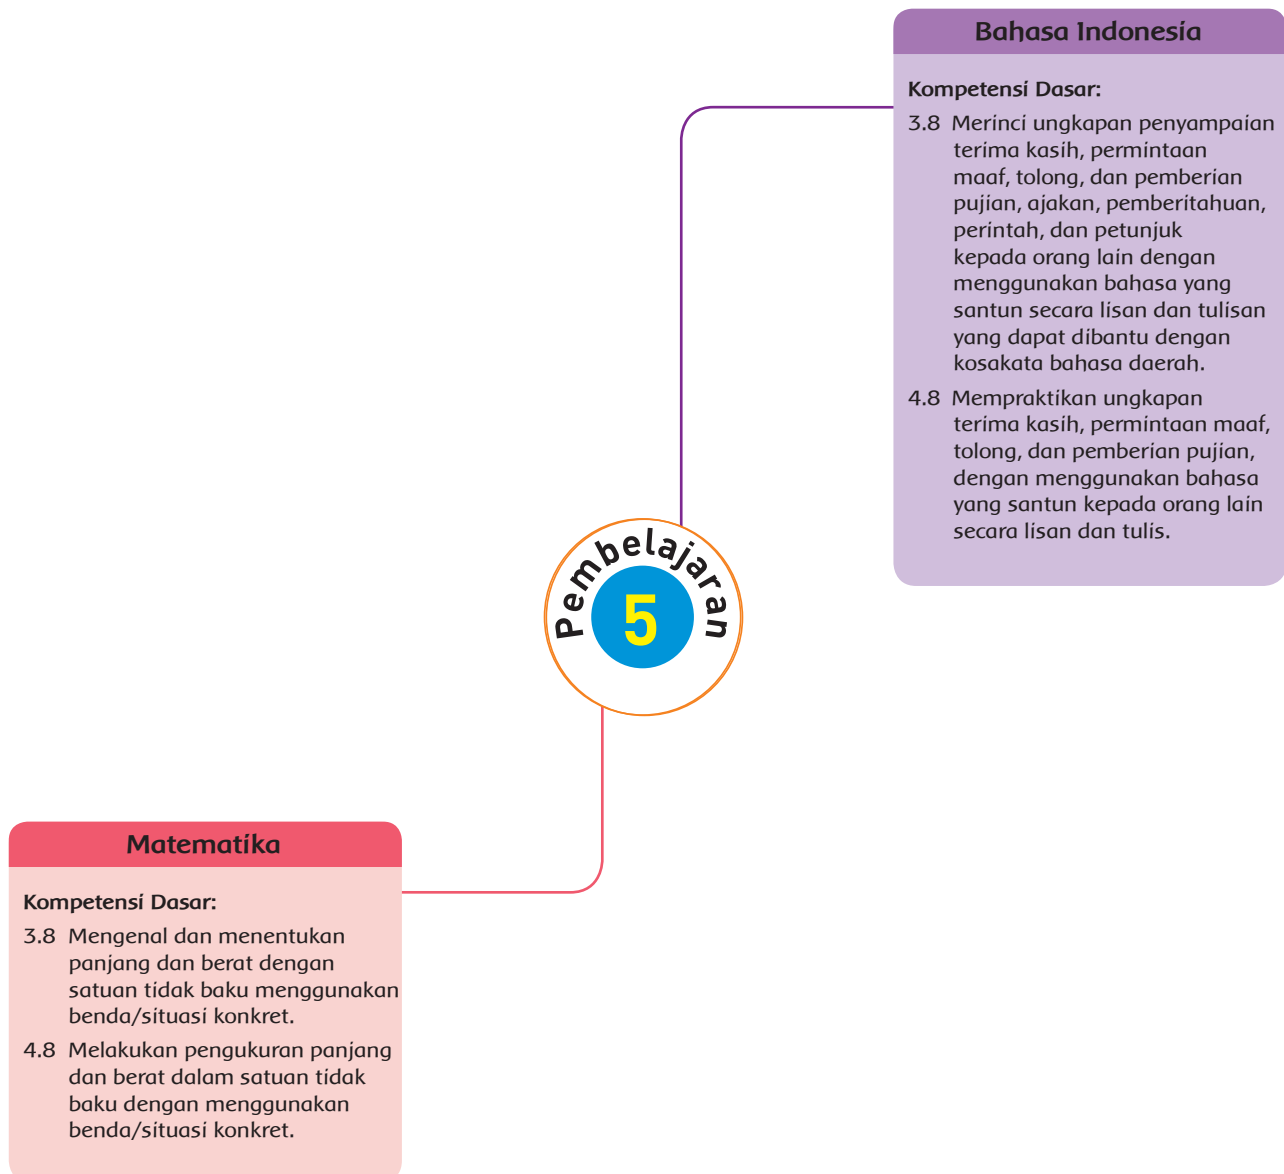 Bahasa Indonesia
Kompetensi Dasar:
3.8 Merinci ungkapan penyampaian
terima kasih, permintaan
maaf, tolong, dan pemberian
pujian, ajakan, pemberitahuan,
perintah, dan petunjuk
kepada orang lain dengan
menggunakan bahasa yang
santun secara lisan dan tulisan
yang dapat dibantu dengan
kosakata bahasa daerah.
4.8 Mempraktikan ungkapan
terima kasih, permintaan maaf,
tolong, dan pemberian pujian,
dengan menggunakan bahasa
yang santun kepada orang lain
secara lisan dan tulis.
Pembelajaran
5
Matematika
Kompetensi Dasar:
3.8 Mengenal dan menentukan
panjang dan berat dengan
satuan tidak baku menggunakan
benda/situasi konkret.
4.8 Melakukan pengukuran panjang
dan berat dalam satuan tidak
baku dengan menggunakan
benda/situasi konkret.